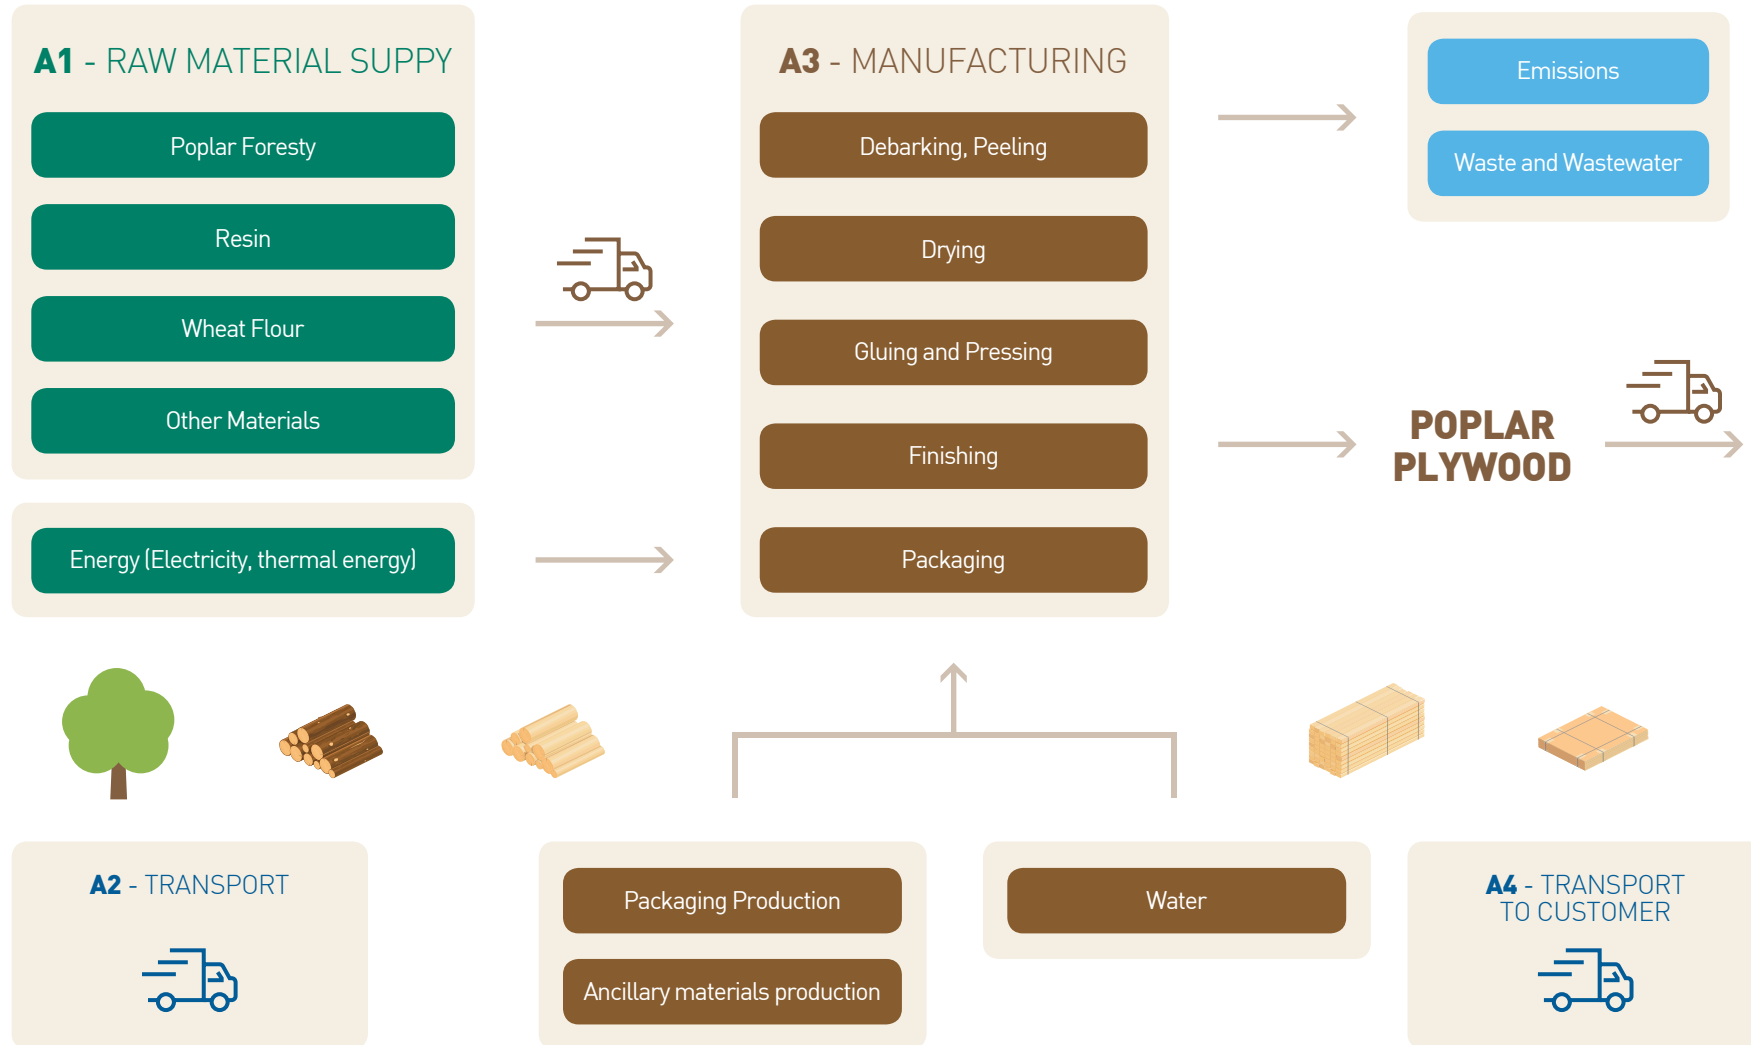 A1 - RAW MATERIAL SUPPY
Poplar Foresty
Resin
Wheat Flour
Other Materials
Energy (Electricity, thermal energy)
A3 - MANUFACTURING
Debarking, Peeling
Drying
Gluing and Pressing
Finishing
Packaging
Emissions
Waste and Wastewater
POPLAR
PLYWOOD
A2 - TRANSPORT
Packaging Production
Ancillary materials production
Water
A4 - TRANSPORT
TO CUSTOMER